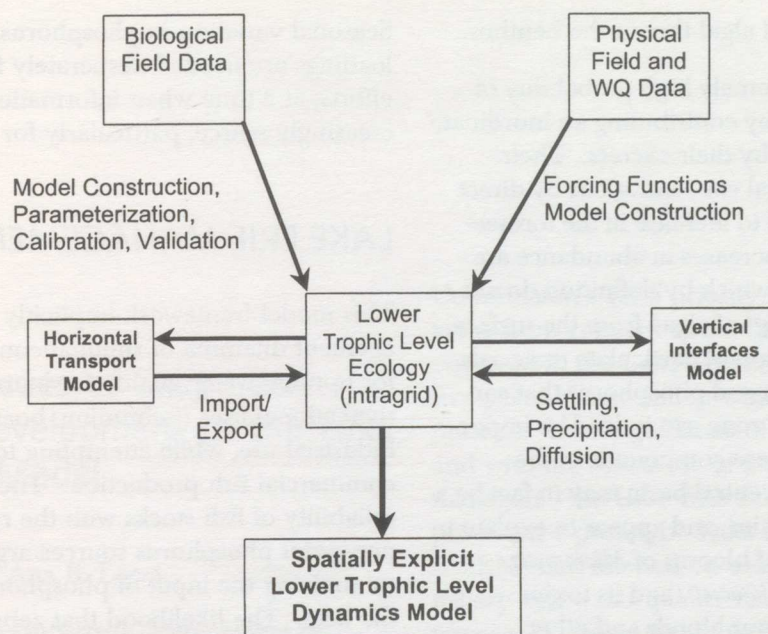 Biological
Field Data
Physical
Field and
WQ Data
Model Construction,
Parameterization,
Calibration, Validation
Forcing Functions
Model Construction
Horizontal
Transport
Model
Lower
Trophic Level
Ecology
(intragrid)
Vertical
Interfaces
Model
Import/
Export
Settling,
Precipitation,
Diffusion
Spatially Explicit
Lower Trophic Level
Dynamics Model